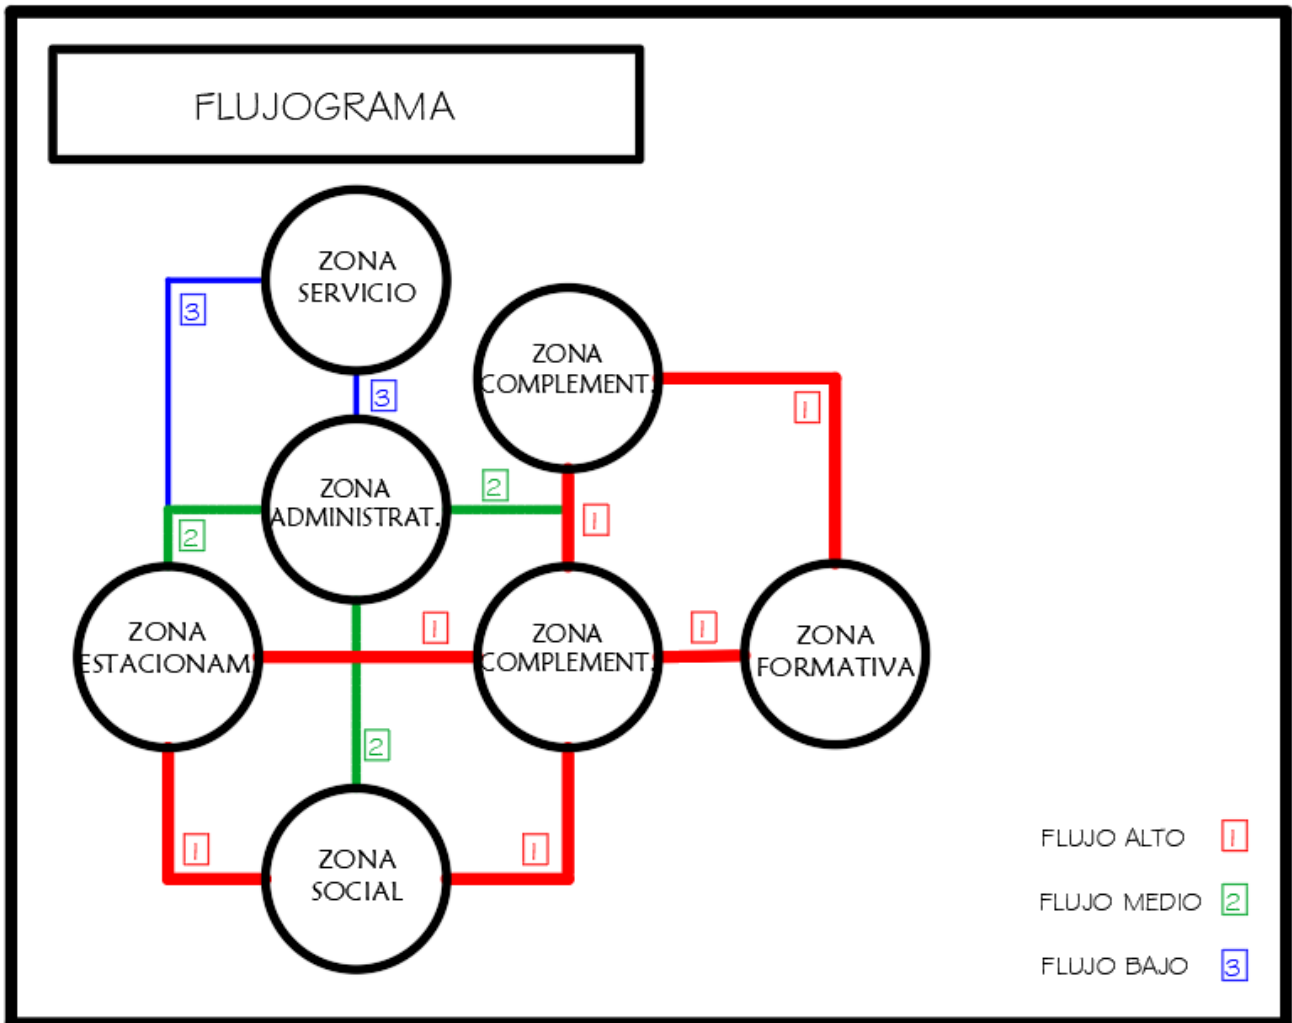 FLUJOGRAMA
ZONA
SERVICIO
3
ZONA
COMPLEMENT.
3
1
ZONA
ADMINISTRAT.
2
1
2
ZONA
ESTACIONAM
1
ZONA
COMPLEMENT.
1
ZONA
FORMATIVA
2
1
ZONA
SOCIAL
1
FLUJO ALTO 1
FLUJO MEDIO 2
FLUJO BAJO 3